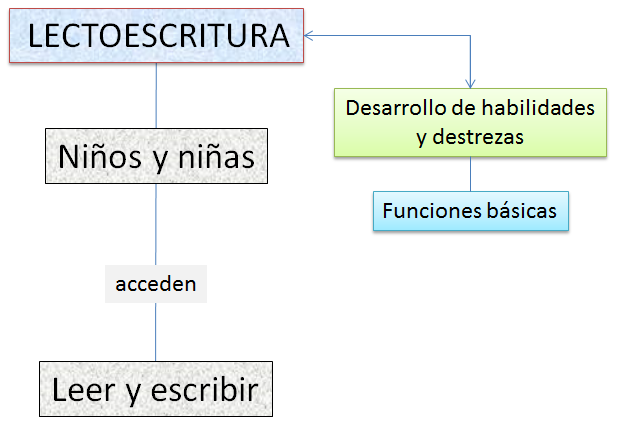 LECTOESCRITURA
Desarrollo de habilidades
y destrezas
Niños y niñas
Funciones básicas
acceden
Leer y escribir